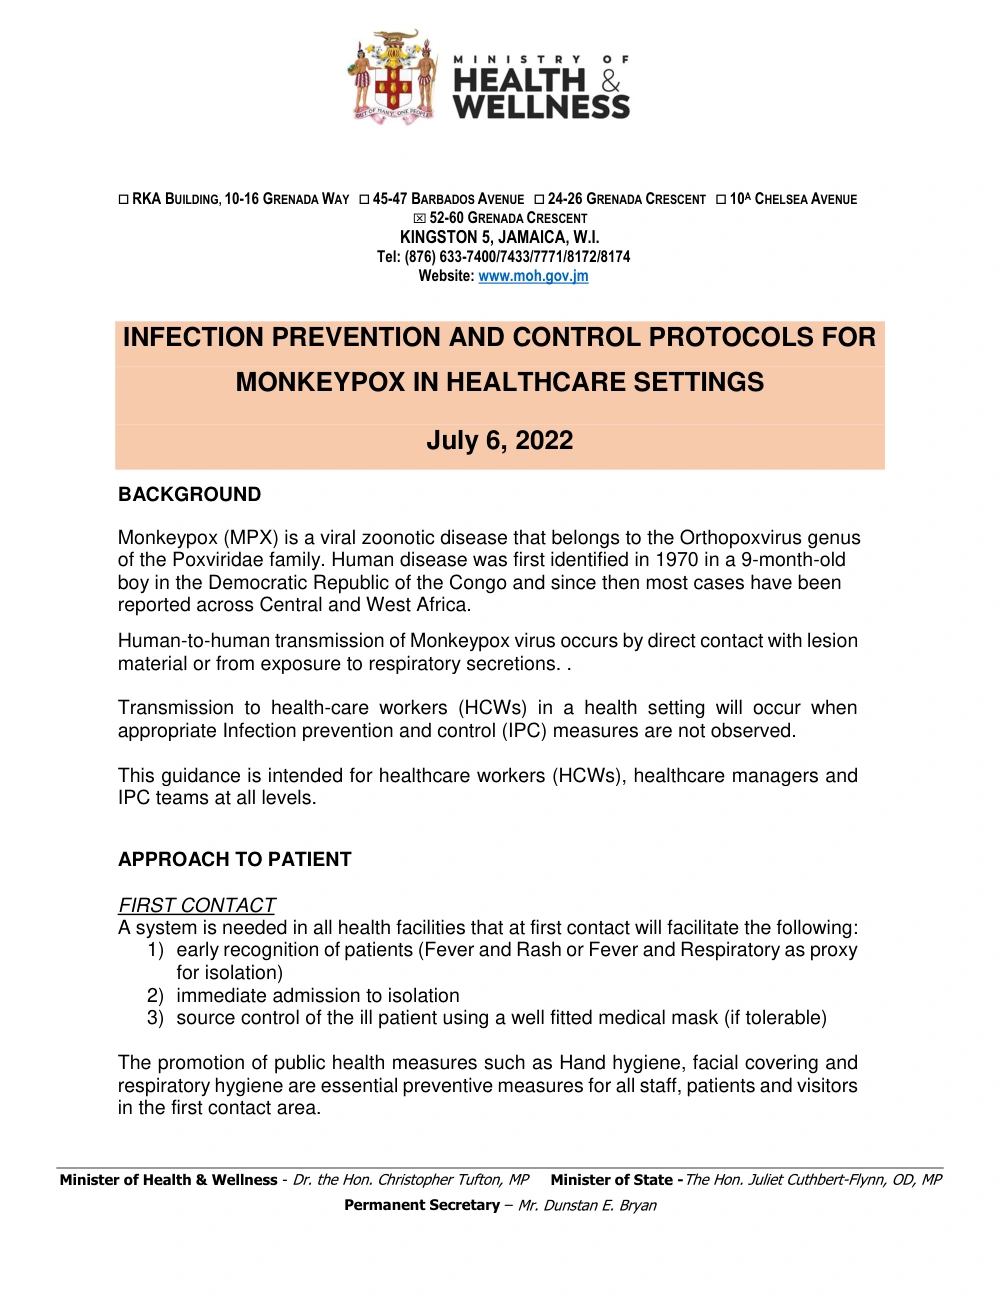 MINISTRY OF
HEALTH &
WELLNESS
OUT OF MANY, ONE PEOPLE
☐ RKA BUILDING, 10-16 GRENADA WAY ☐ 45-47 BARBADOS AVENUE ☐ 24-26 GRENADA CRESCENT ☐ 10A CHELSEA AVENUE
☒ 52-60 GRENADA CRESCENT
KINGSTON 5, JAMAICA, W.I.
Tel: (876) 633-7400/7433/7771/8172/8174
Website: www.moh.gov.jm
INFECTION PREVENTION AND CONTROL PROTOCOLS FOR
MONKEYPOX IN HEALTHCARE SETTINGS
July 6, 2022
BACKGROUND
Monkeypox (MPX) is a viral zoonotic disease that belongs to the Orthopoxvirus genus
of the Poxviridae family. Human disease was first identified in 1970 in a 9-month-old
boy in the Democratic Republic of the Congo and since then most cases have been
reported across Central and West Africa.
Human-to-human transmission of Monkeypox virus occurs by direct contact with lesion
material or from exposure to respiratory secretions. .
Transmission to health-care workers (HCWs) in a health setting will occur when
appropriate Infection prevention and control (IPC) measures are not observed.
This guidance is intended for healthcare workers (HCWs), healthcare managers and
IPC teams at all levels.
APPROACH TO PATIENT
FIRST CONTACT
A system is needed in all health facilities that at first contact will facilitate the following:
1) early recognition of patients (Fever and Rash or Fever and Respiratory as proxy
for isolation)
2) immediate admission to isolation
3) source control of the ill patient using a well fitted medical mask (if tolerable)
The promotion of public health measures such as Hand hygiene, facial covering and
respiratory hygiene are essential preventive measures for all staff, patients and visitors
in the first contact area.
Minister of Health & Wellness - Dr. the Hon. Christopher Tufton, MP Minister of State -The Hon. Juliet Cuthbert-Flynn, OD, MP
Permanent Secretary – Mr. Dunstan E. Bryan